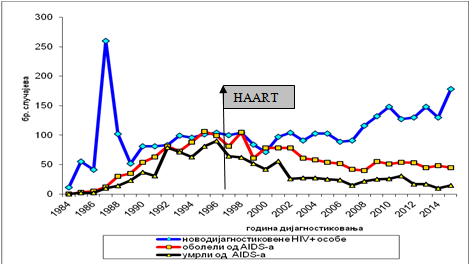 300
250
200
150
100
50
0
бр. случјева
HAART
1984 1986 1988 1990 1992 1994 1996 1998 2000 2002 2004 2006 2008 2010 2012 2014
година дијагностиковања
новодијагностиковене HIV+ особе
оболели од AIDS-а
умрли од AIDS-а